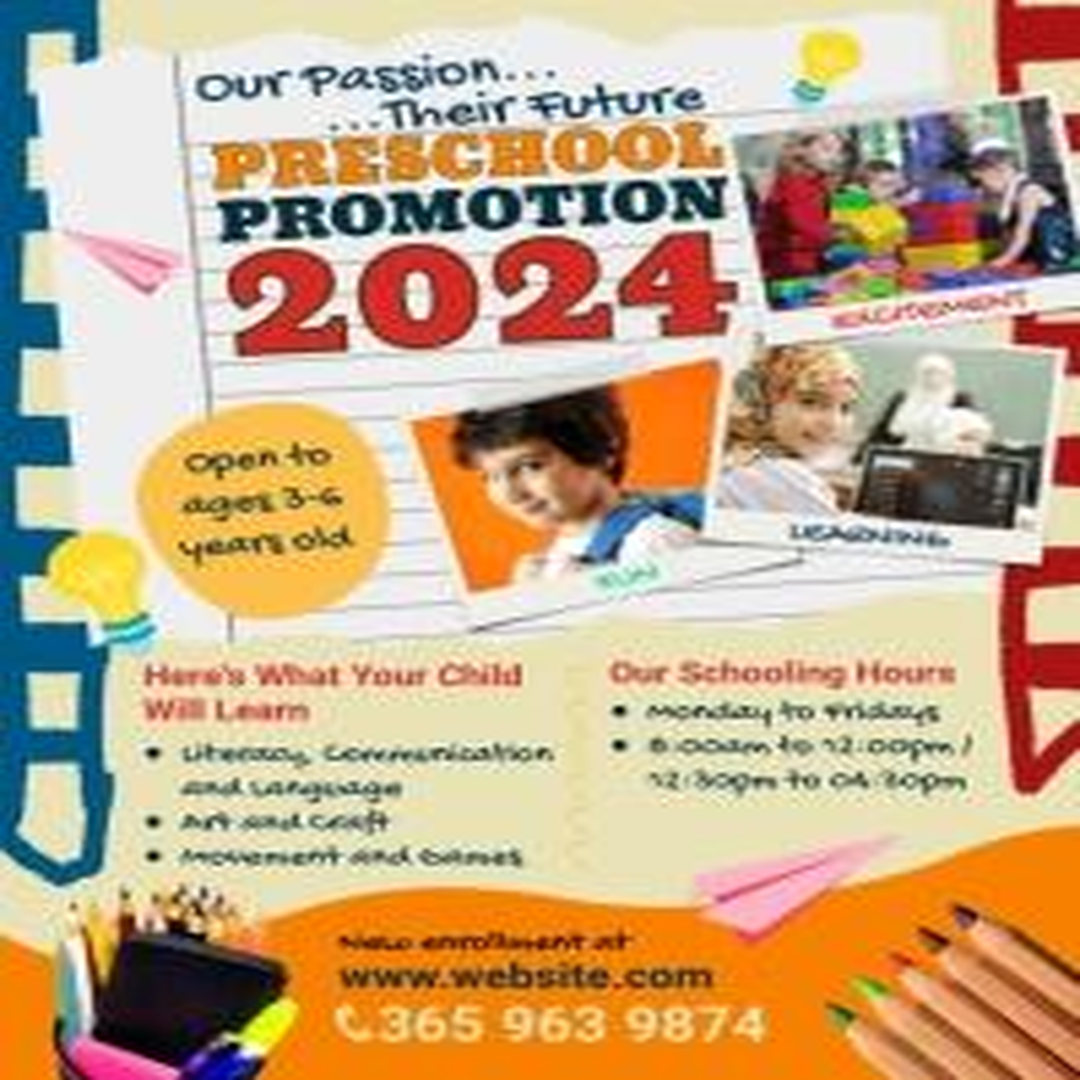 Our Passion...
...Their Future
PRESCHOOL
PROMOTION
2024
EXCITEMENT
Open to
ages 3-6
years old
LEARNING
FUN
Here's What Your Child
Will Learn
• Literacy, Communication
and Language
• Art and Craft
• Movement and Games
Our Schooling Hours
• Monday to Fridays
• 8:00am to 12:00pm /
12:30pm to 04:30pm
New enrollment at
www.website.com
365 963 9874